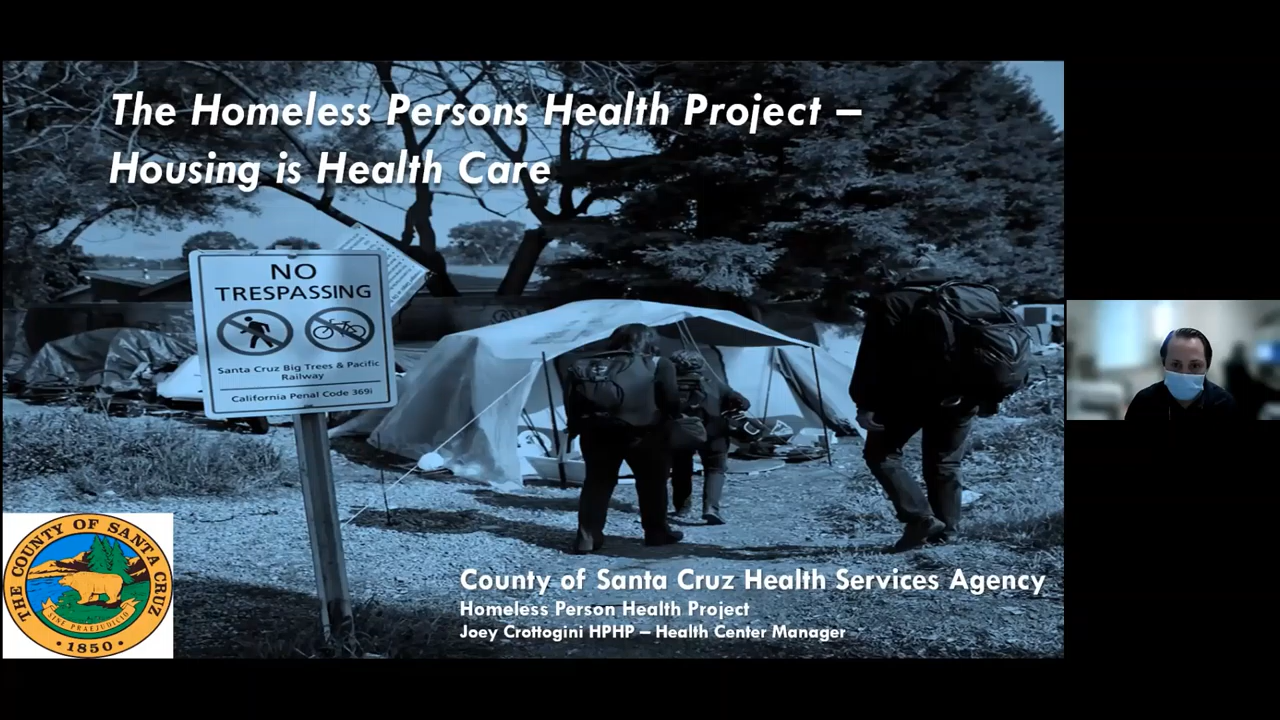 The Homeless Persons Health Project –
Housing is Health Care
NO
TRESPASSING
Santa Cruz Big Trees & Pacific
Railway
California Penal Code 369i
THE COUNTY OF SANTA CRUZ
SINE PRAEJUDICIO
• 1850 •
County of Santa Cruz Health Services Agency
Homeless Person Health Project
Joey Crottogini HPHP – Health Center Manager